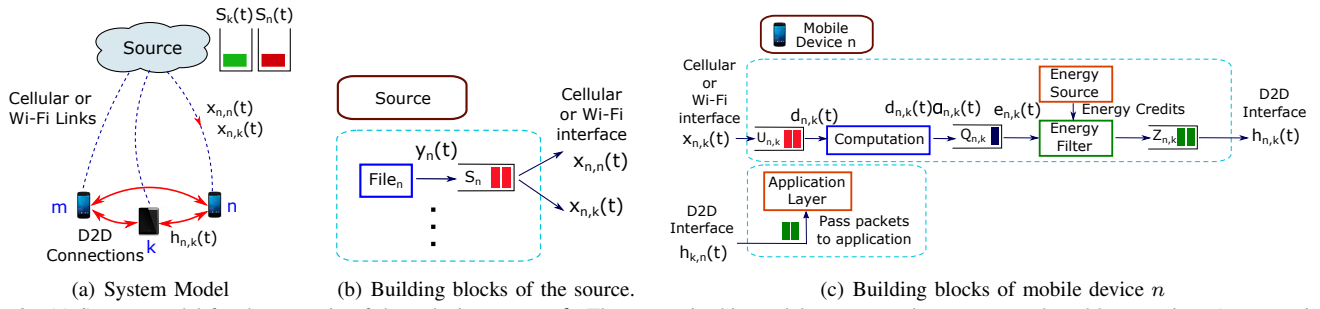 S_k(t) S_n(t)
Source
Cellular or
Wi-Fi Links
x_{n,n}(t)
x_{n,k}(t)
m
n
k
D2D
Connections
h_{n,k}(t)
(a) System Model
Source
Cellular
or Wi-Fi
interface
y_n(t)
File_n
S_n
x_{n,n}(t)
x_{n,k}(t)
(b) Building blocks of the source.
Mobile
Device n
Cellular
or
Wi-Fi
interface
x_{n,k}(t)
U_{n,k}
d_{n,k}(t)
Computation
d_{n,k}(t)α_{n,k}(t)
Q_{n,k}
e_{n,k}(t)
Energy
Source
Energy Credits
Energy
Filter
Z_{n,k}
D2D
Interface
h_{n,k}(t)
Application
Layer
D2D
Interface
h_{k,n}(t)
Pass packets
to application
(c) Building blocks of mobile device n